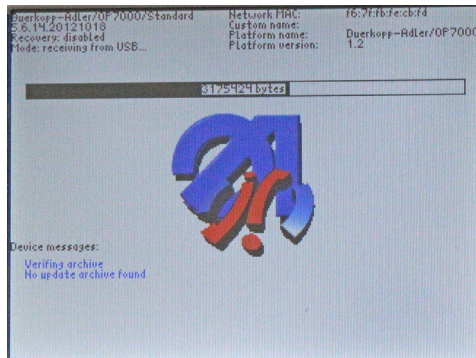 Duerkopp-Adler/OP7000/Standard
5.6.14.20121018
Recovery: disabled
Mode: receiving from USB...
Network MAC: f6:7f:fb:fe:cb:fd
Custom name:
Platform name: Duerkopp-Adler/OP7000
Platform version: 1.2
3175424 bytes
Device messages:
Verifing archive
No update archive found